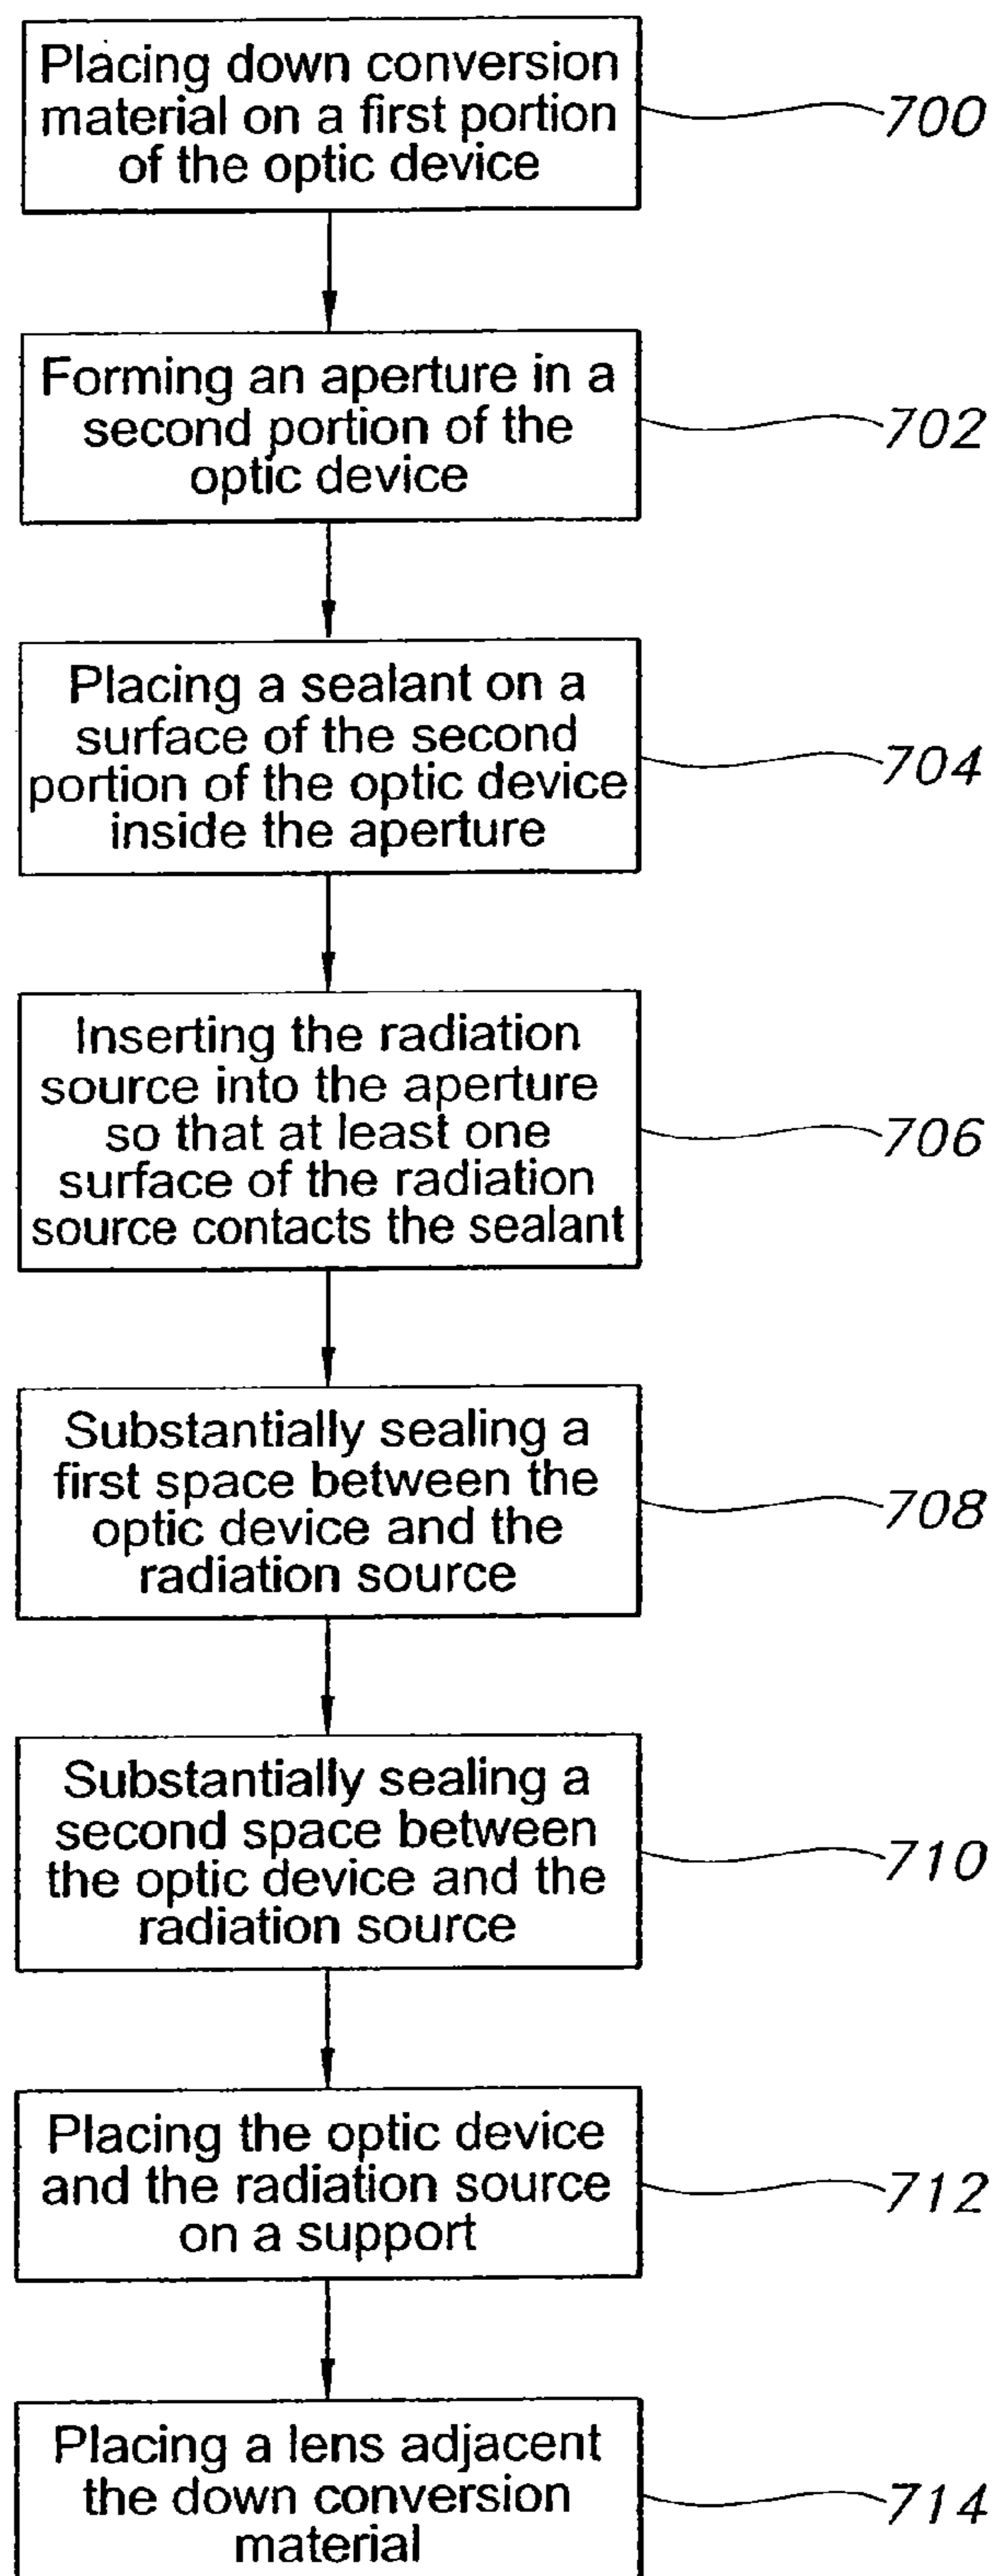 Placing down conversion
material on a first portion
of the optic device
700
Forming an aperture in a
second portion of the
optic device
702
Placing a sealant on a
surface of the second
portion of the optic device
inside the aperture
704
Inserting the radiation
source into the aperture
so that at least one
surface of the radiation
source contacts the sealant
706
Substantially sealing a
first space between the
optic device and the
radiation source
708
Substantially sealing a
second space between
the optic device and the
radiation source
710
Placing the optic device
and the radiation source
on a support
712
Placing a lens adjacent
the down conversion
material
714